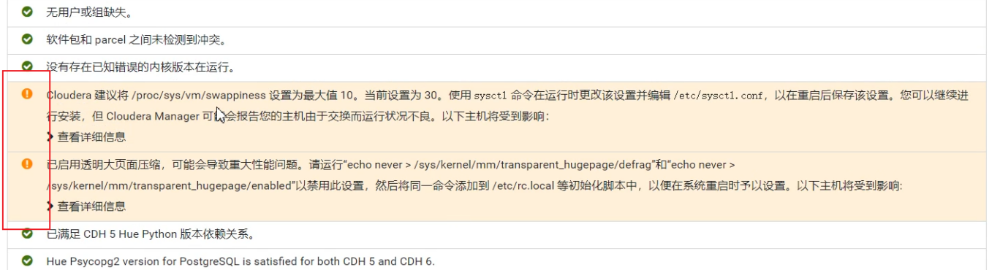 无用户或组缺失。
软件包和 parcel 之间未检测到冲突。
没有存在已知错误的内核版本在运行。
Cloudera 建议将 /proc/sys/vm/swappiness 设置为最大值 10。当前设置为 30。使用 sysctl 命令在运行时更改该设置并编辑 /etc/sysctl.conf，以在重启后保存该设置。您可以继续进
行安装，但 Cloudera Manager 可能会报告您的主机由于交换而运行状况不良。以下主机将受到影响：
查看详细信息
已启用透明大页面压缩，可能会导致重大性能问题。请运行“echo never > /sys/kernel/mm/transparent_hugepage/defrag”和“echo never >
/sys/kernel/mm/transparent_hugepage/enabled”以禁用此设置，然后将同一命令添加到 /etc/rc.local 等初始化脚本中，以便在系统重启时予以设置。以下主机将受到影响:
查看详细信息
已满足 CDH 5 Hue Python 版本依赖关系。
Hue Psycopg2 version for PostgreSQL is satisfied for both CDH 5 and CDH 6.